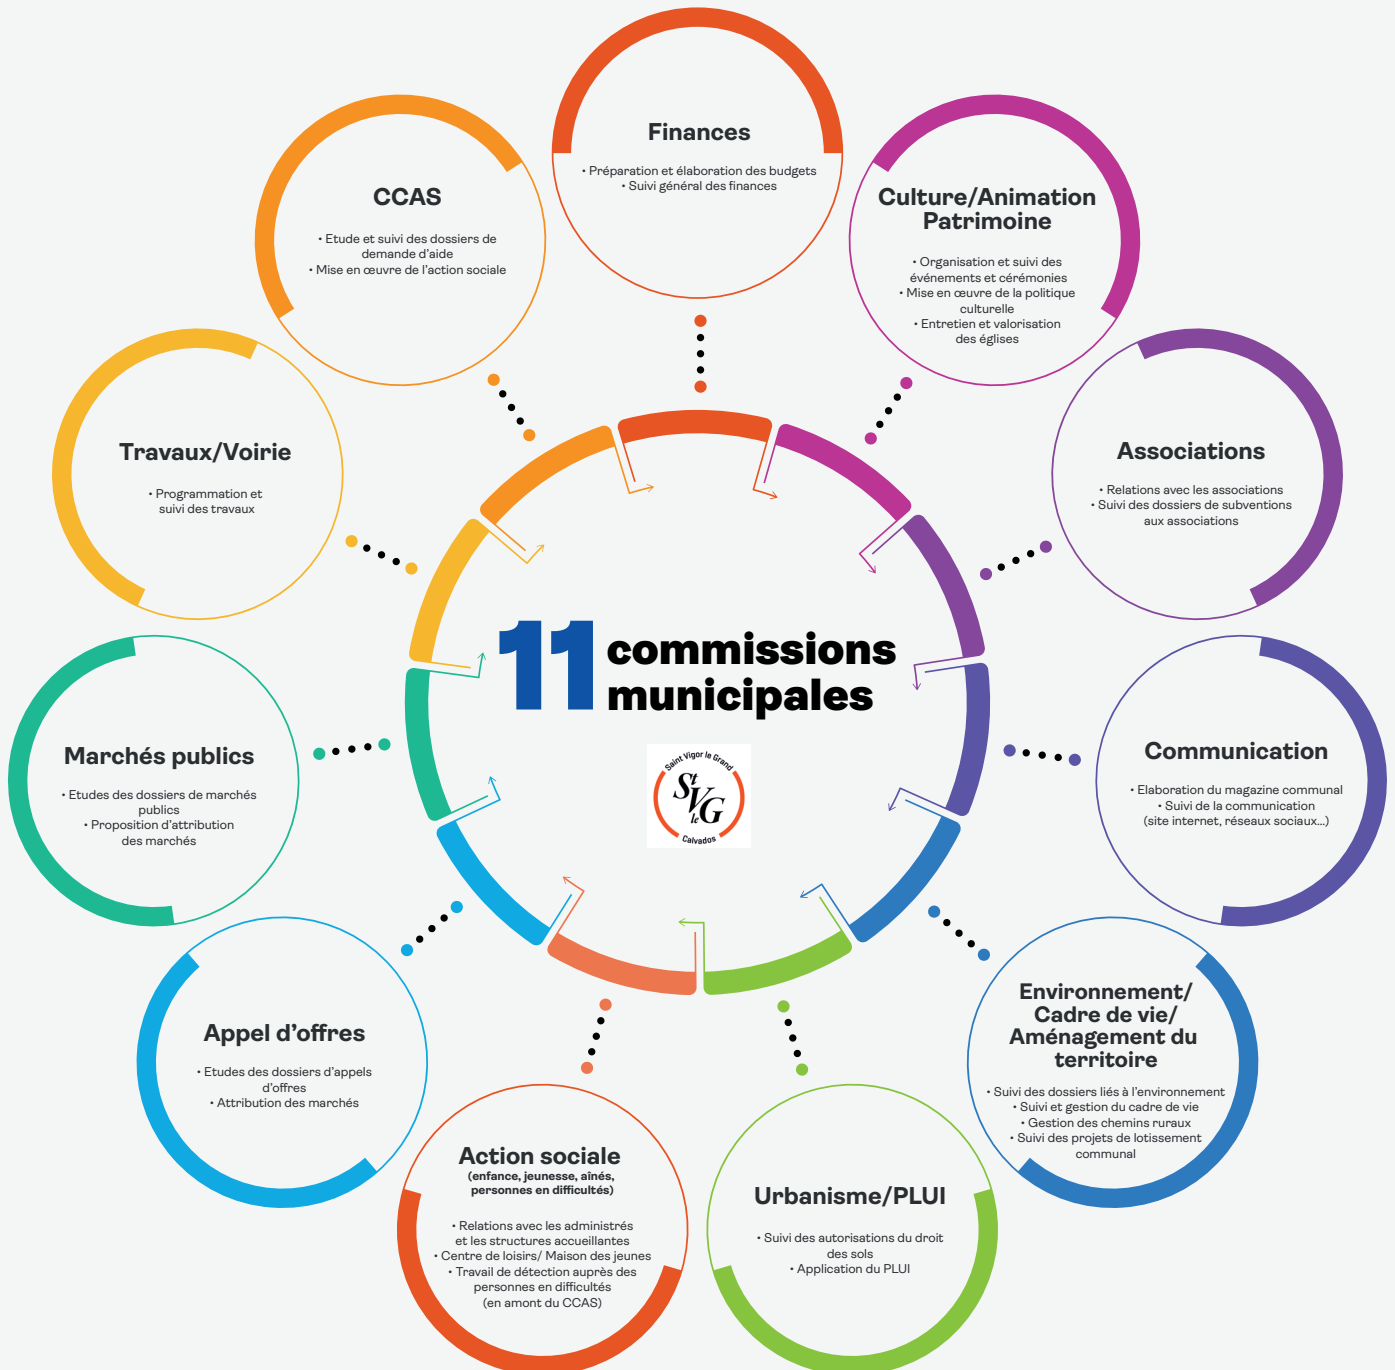 Finances
• Préparation et élaboration des budgets
• Suivi général des finances
CCAS
• Etude et suivi des dossiers de
demande d'aide
• Mise en œuvre de l'action sociale
Culture/Animation
Patrimoine
• Organisation et suivi des
événements et cérémonies
• Mise en œuvre de la politique
culturelle
• Entretien et valorisation
des églises
Travaux/Voirie
• Programmation et
suivi des travaux
Associations
• Relations avec les associations
• Suivi des dossiers de subventions
aux associations
11 commissions
municipales
Saint Vigor le Grand
St
V
le G
Calvados
Marchés publics
• Etudes des dossiers de marchés
publics
• Proposition d'attribution
des marchés
Communication
• Elaboration du magazine communal
• Suivi de la communication
(site internet, réseaux sociaux...)
Appel d'offres
• Etudes des dossiers d'appels
d'offres
• Attribution des marchés
Environnement/
Cadre de vie/
Aménagement du
territoire
• Suivi des dossiers liés à l'environnement
• Suivi et gestion du cadre de vie
• Gestion des chemins ruraux
• Suivi des projets de lotissement
communal
Action sociale
(enfance, jeunesse, aînés,
personnes en difficultés)
• Relations avec les administrés
et les structures accueillantes
• Centre de loisirs/ Maison des jeunes
• Travail de détection auprès des
personnes en difficultés
(en amont du CCAS)
Urbanisme/PLUI
• Suivi des autorisations du droit
des sols
• Application du PLUI